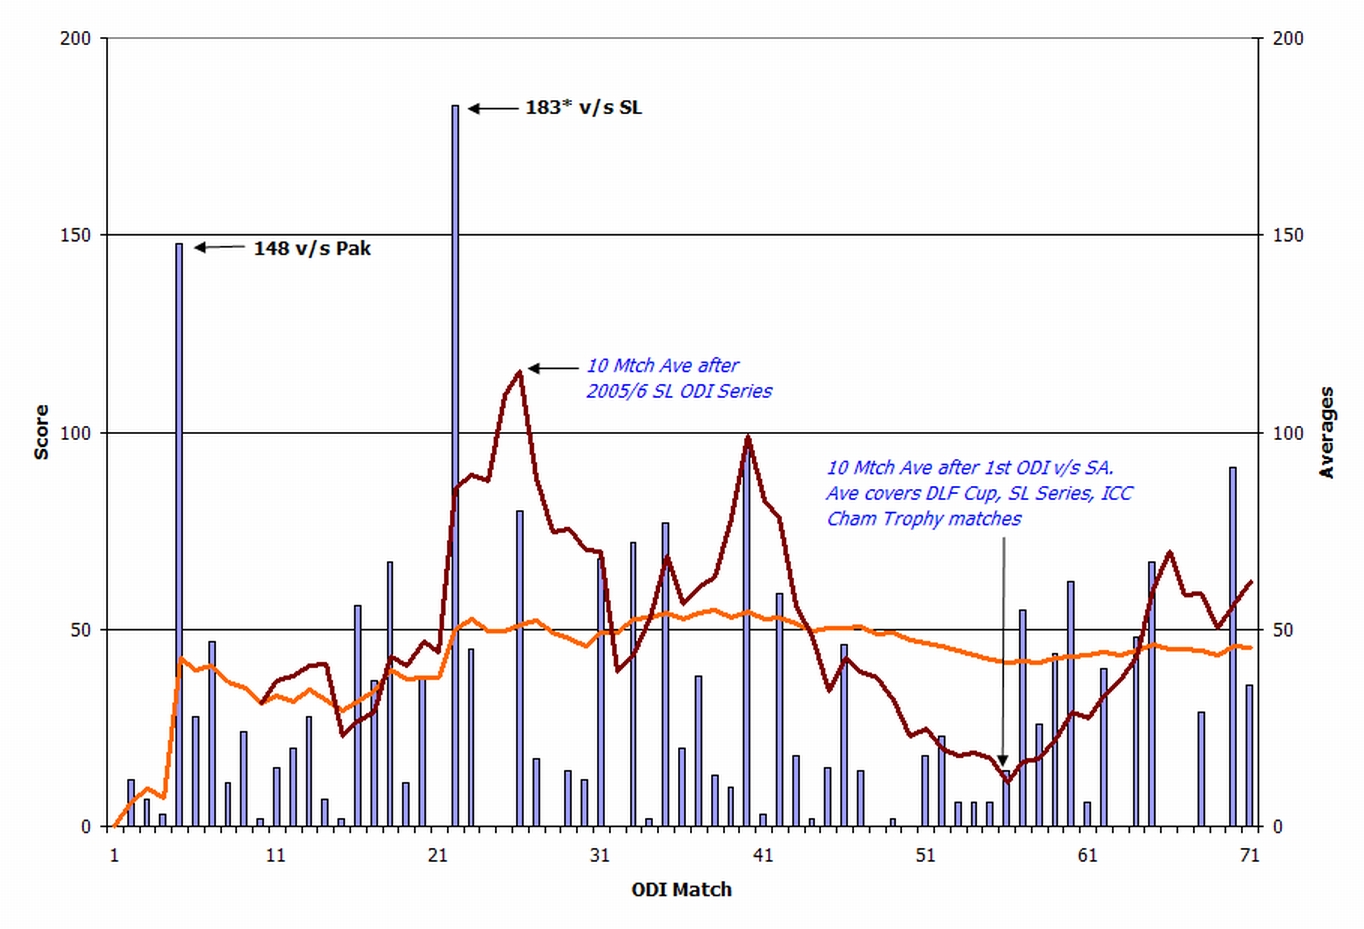 200
200
183* v/s SL
150
148 v/s Pak
150
10 Mtch Ave after
2005/6 SL ODI Series
Score
100
100
Averages
10 Mtch Ave after 1st ODI v/s SA.
Ave covers DLF Cup, SL Series, ICC
Cham Trophy matches
50
50
0
0
1 11 21 31 41 51 61 71
ODI Match